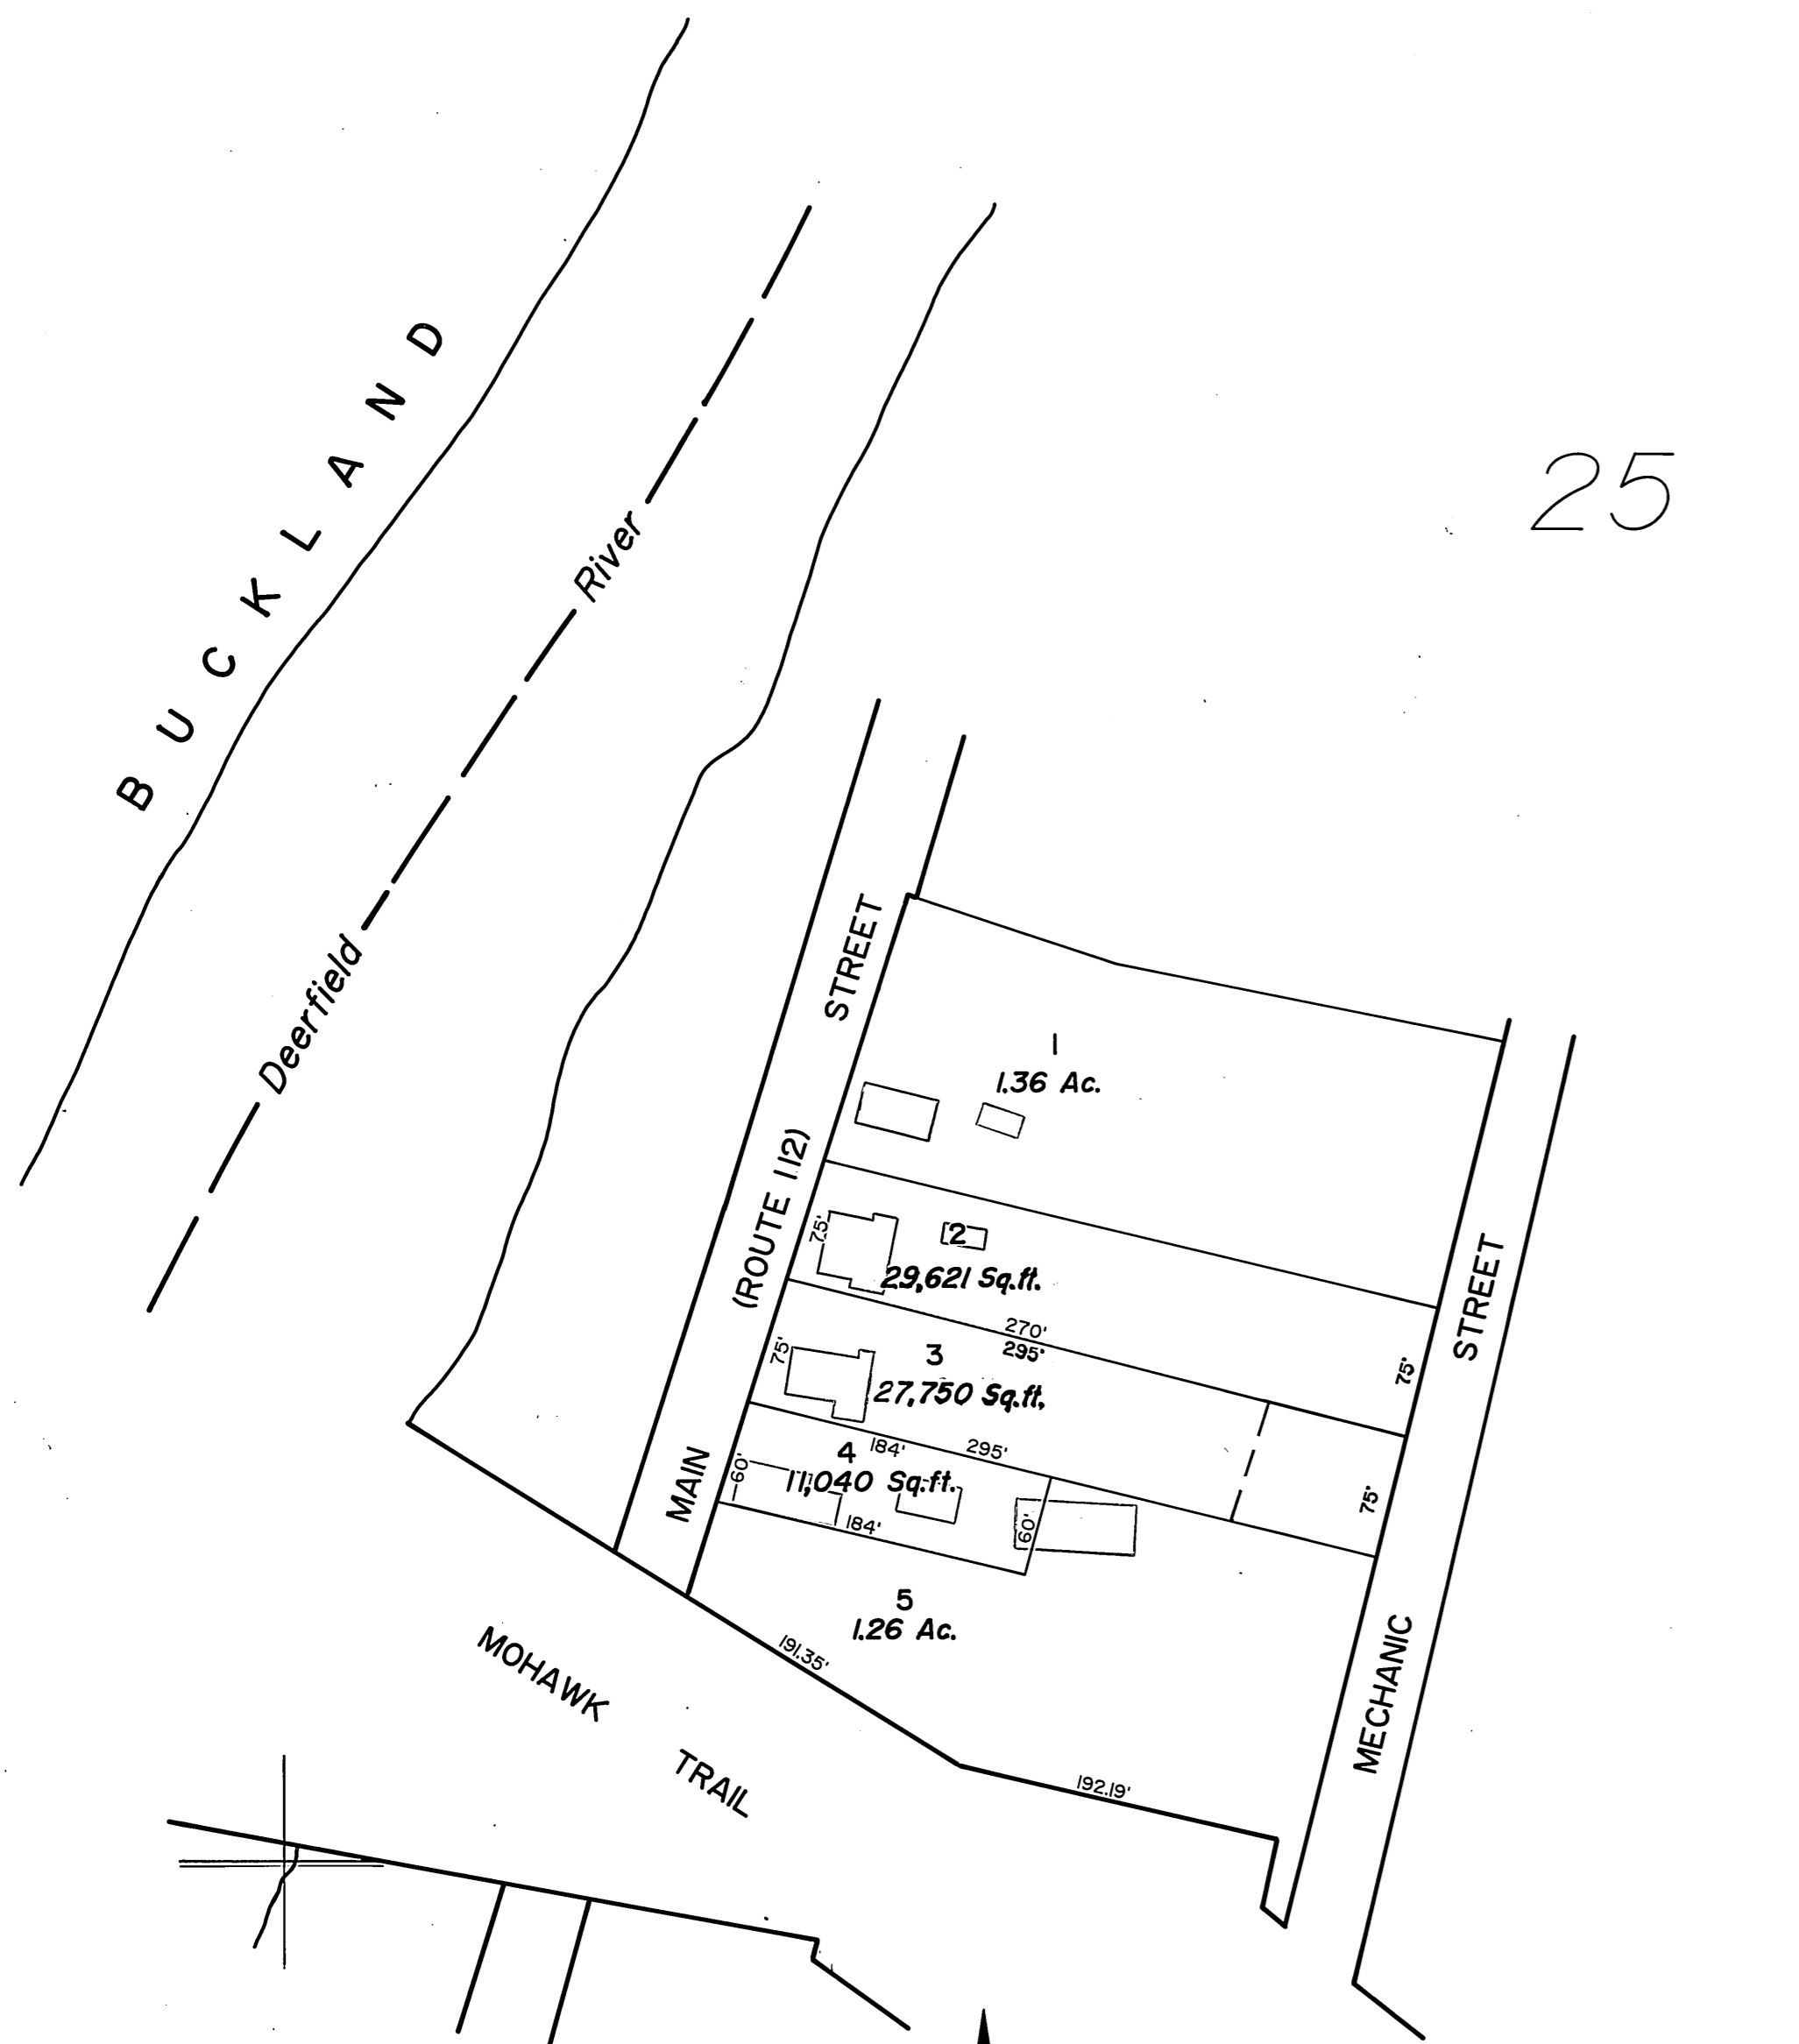 BUCKLAND
Deerfield River
25
MAIN STREET
(ROUTE 112)
1
1.36 Ac.
75'
2
29,621 Sq.ft.
270'
295'
75'
75'
3
27,750 Sq.ft.
184'
295'
75'
4
60'
11,040 Sq.ft.
184'
60'
5
1.26 Ac.
191.35'
192.19'
MECHANIC STREET
MOHAWK
TRAIL